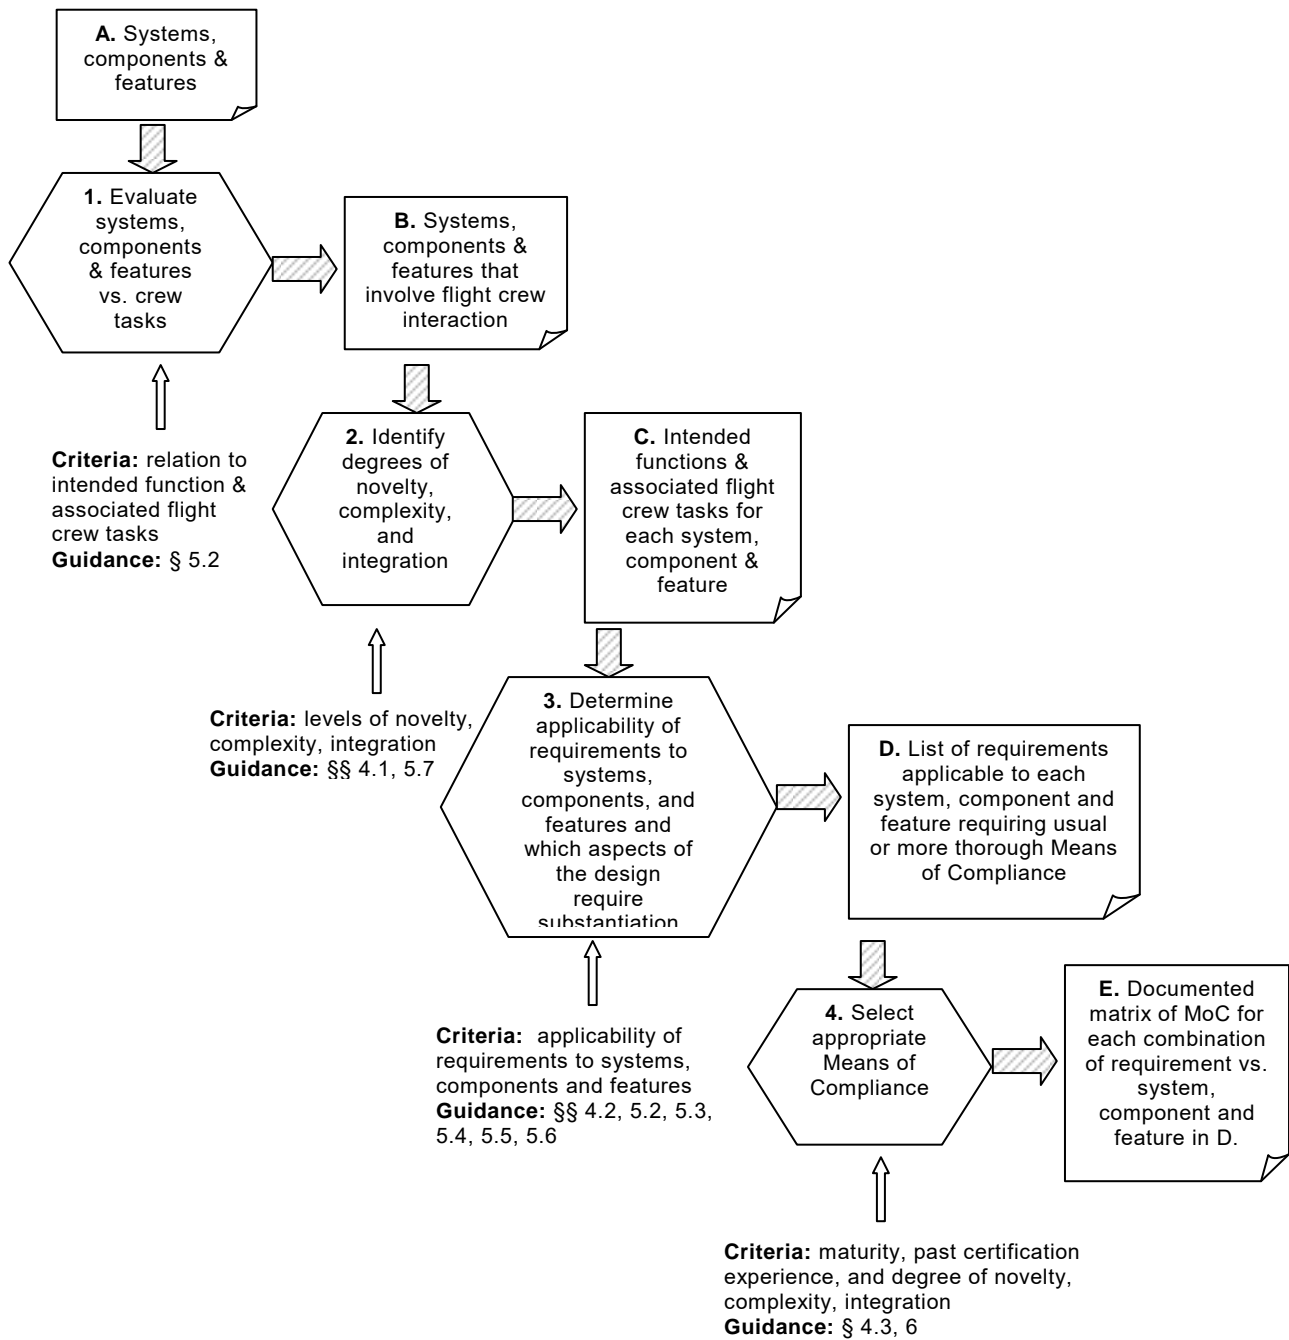 A. Systems,
components &
features
1. Evaluate
systems,
components
& features
vs. crew
tasks
B. Systems,
components &
features that
involve flight crew
interaction
Criteria: relation to
intended function &
associated flight
crew tasks
Guidance: § 5.2
2. Identify
degrees of
novelty,
complexity,
and
integration
C. Intended
functions &
associated flight
crew tasks for
each system,
component &
feature
Criteria: levels of novelty,
complexity, integration
Guidance: §§ 4.1, 5.7
3. Determine
applicability of
requirements to
systems,
components, and
features and
which aspects of
the design
require
substantiation
D. List of requirements
applicable to each
system, component and
feature requiring usual
or more thorough Means
of Compliance
Criteria: applicability of
requirements to systems,
components and features
Guidance: §§ 4.2, 5.2, 5.3,
5.4, 5.5, 5.6
4. Select
appropriate
Means of
Compliance
E. Documented
matrix of MoC for
each combination
of requirement vs.
system,
component and
feature in D.
Criteria: maturity, past certification
experience, and degree of novelty,
complexity, integration
Guidance: § 4.3, 6